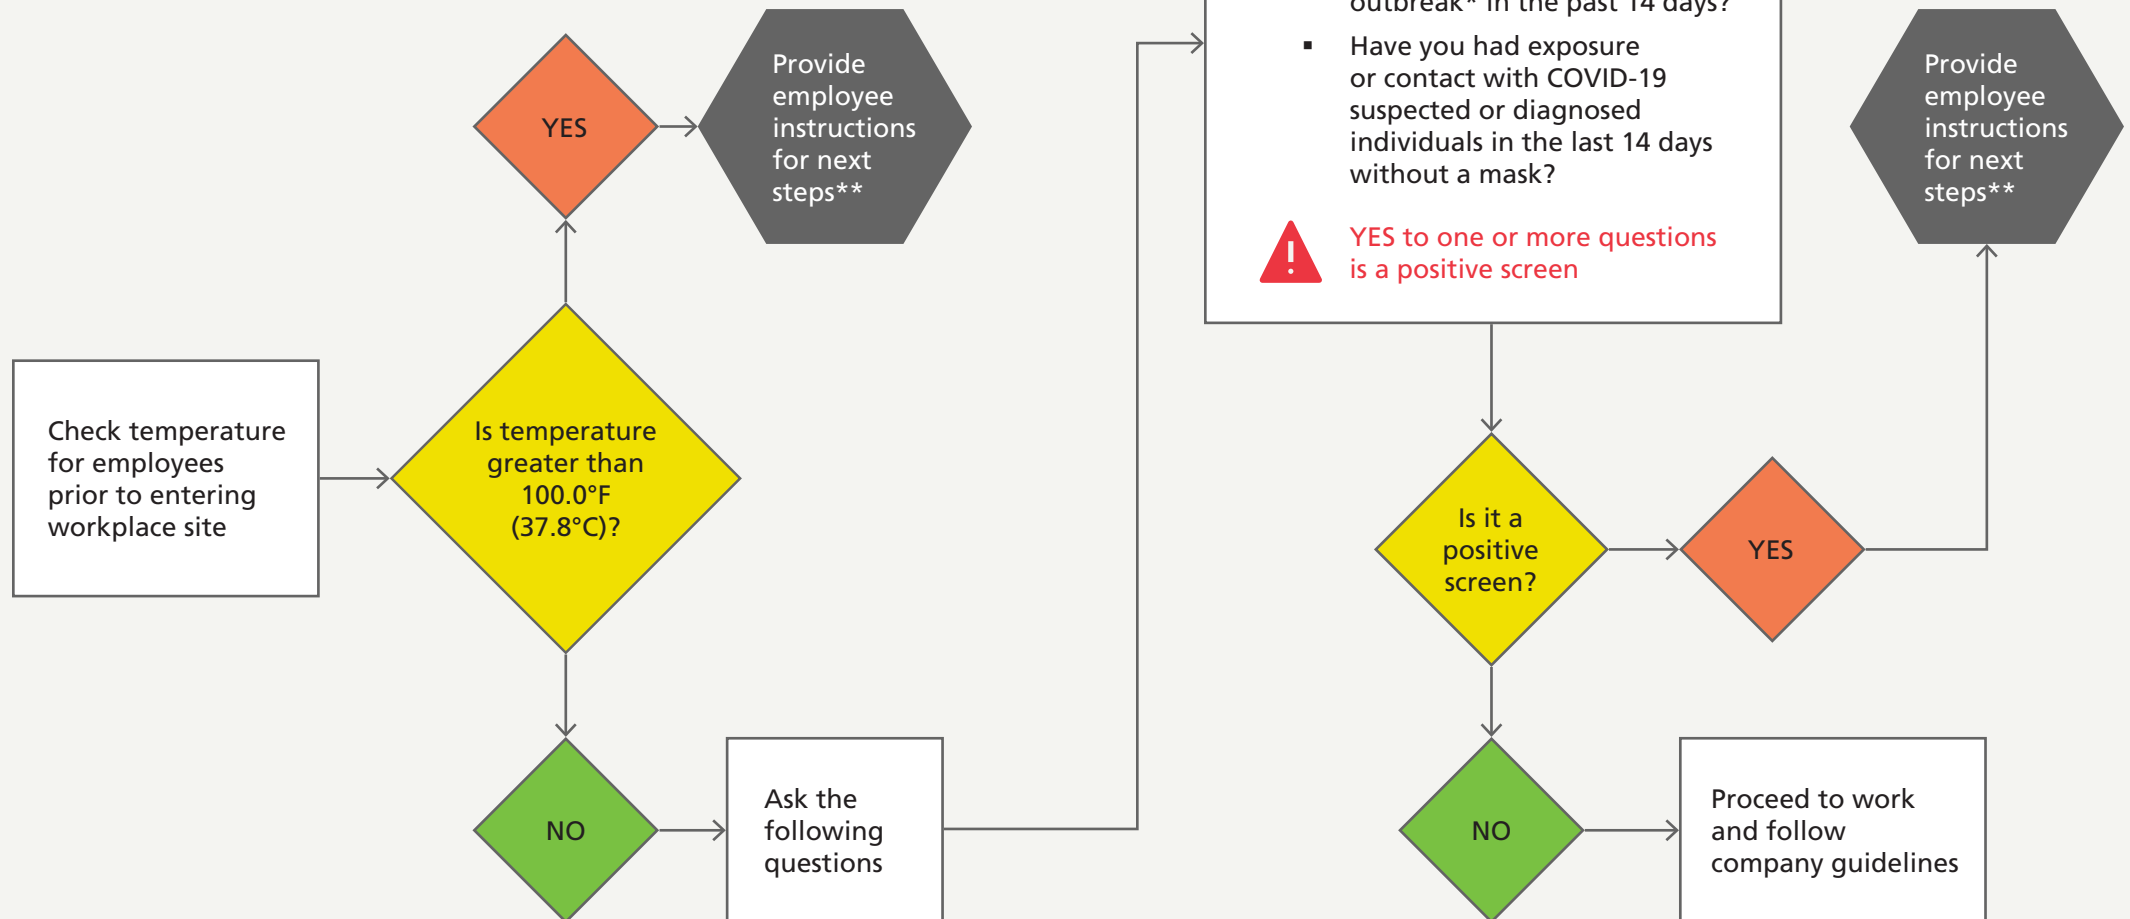 Check temperature
for employees
prior to entering
workplace site
Is temperature
greater than
100.0°F
(37.8°C)?
YES
Provide
employee
instructions
for next
steps**
NO
Ask the
following
questions
outbreak* in the past 14 days?
▪ Have you had exposure
or contact with COVID-19
suspected or diagnosed
individuals in the last 14 days
without a mask?
YES to one or more questions
is a positive screen
Is it a
positive
screen?
YES
Provide
employee
instructions
for next
steps**
NO
Proceed to work
and follow
company guidelines